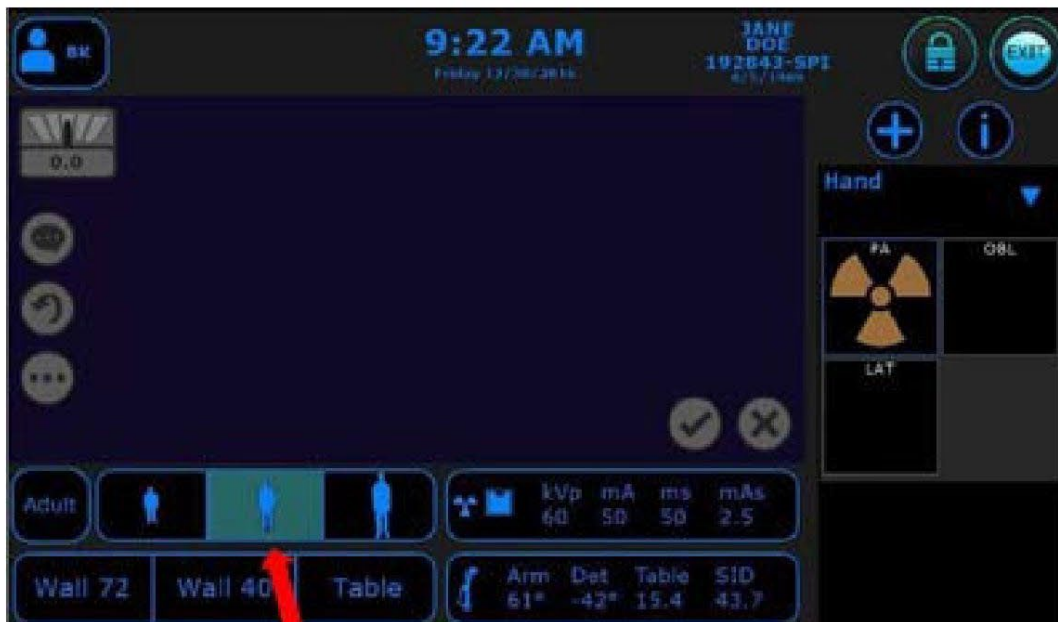 BK
9:22 AM
JANE
DOE
192843-SPI
EXIT
0.0
Hand
PA
OBL
LAT
Adult
kVp mA ms mAs
60 50 50 2.5
Wall 72
Wall 40
Table
Arm Det Table SID
61° -42° 15.4 43.7